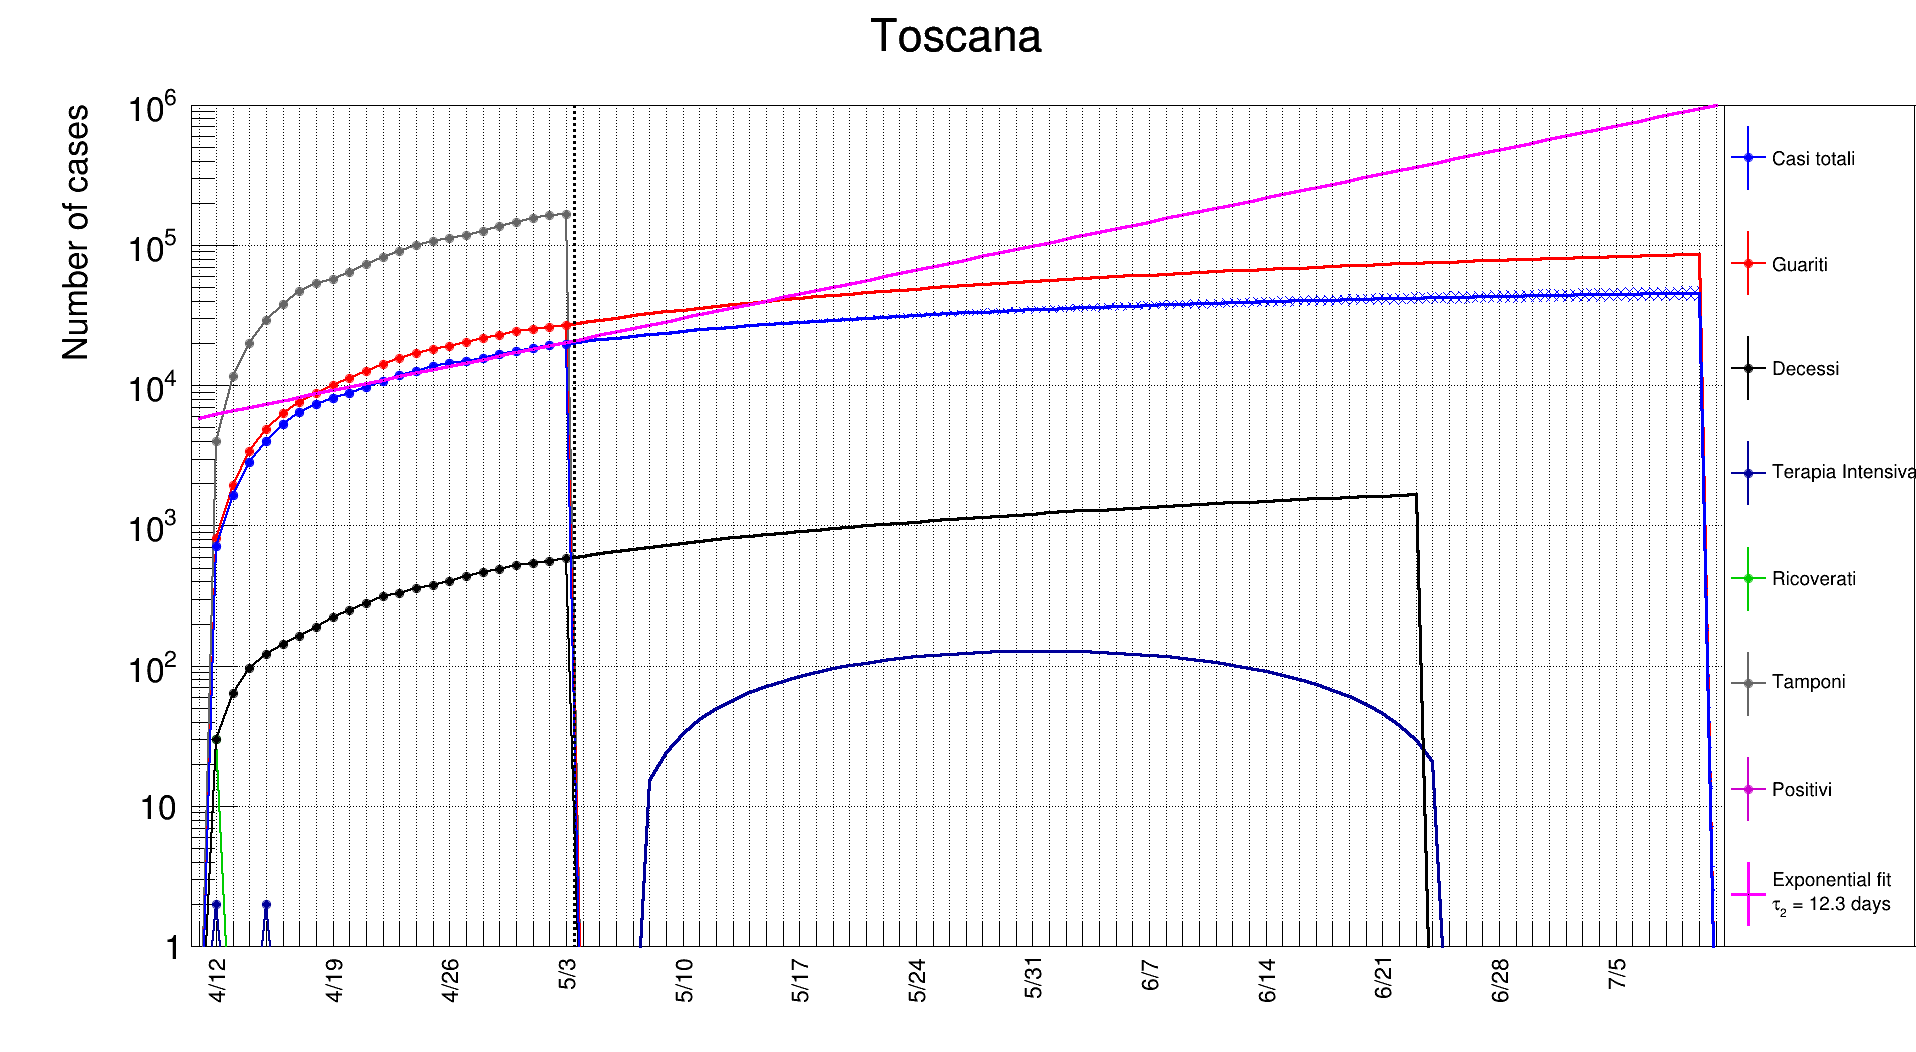 Toscana
Number of cases
10^6
10^5
10^4
10^3
10^2
10
1
4/12
4/19
4/26
5/3
5/10
5/17
5/24
5/31
6/7
6/14
6/21
6/28
7/5
Casi totali
Guariti
Decessi
Terapia Intensiva
Ricoverati
Tamponi
Positivi
Exponential fit
τ₂ = 12.3 days